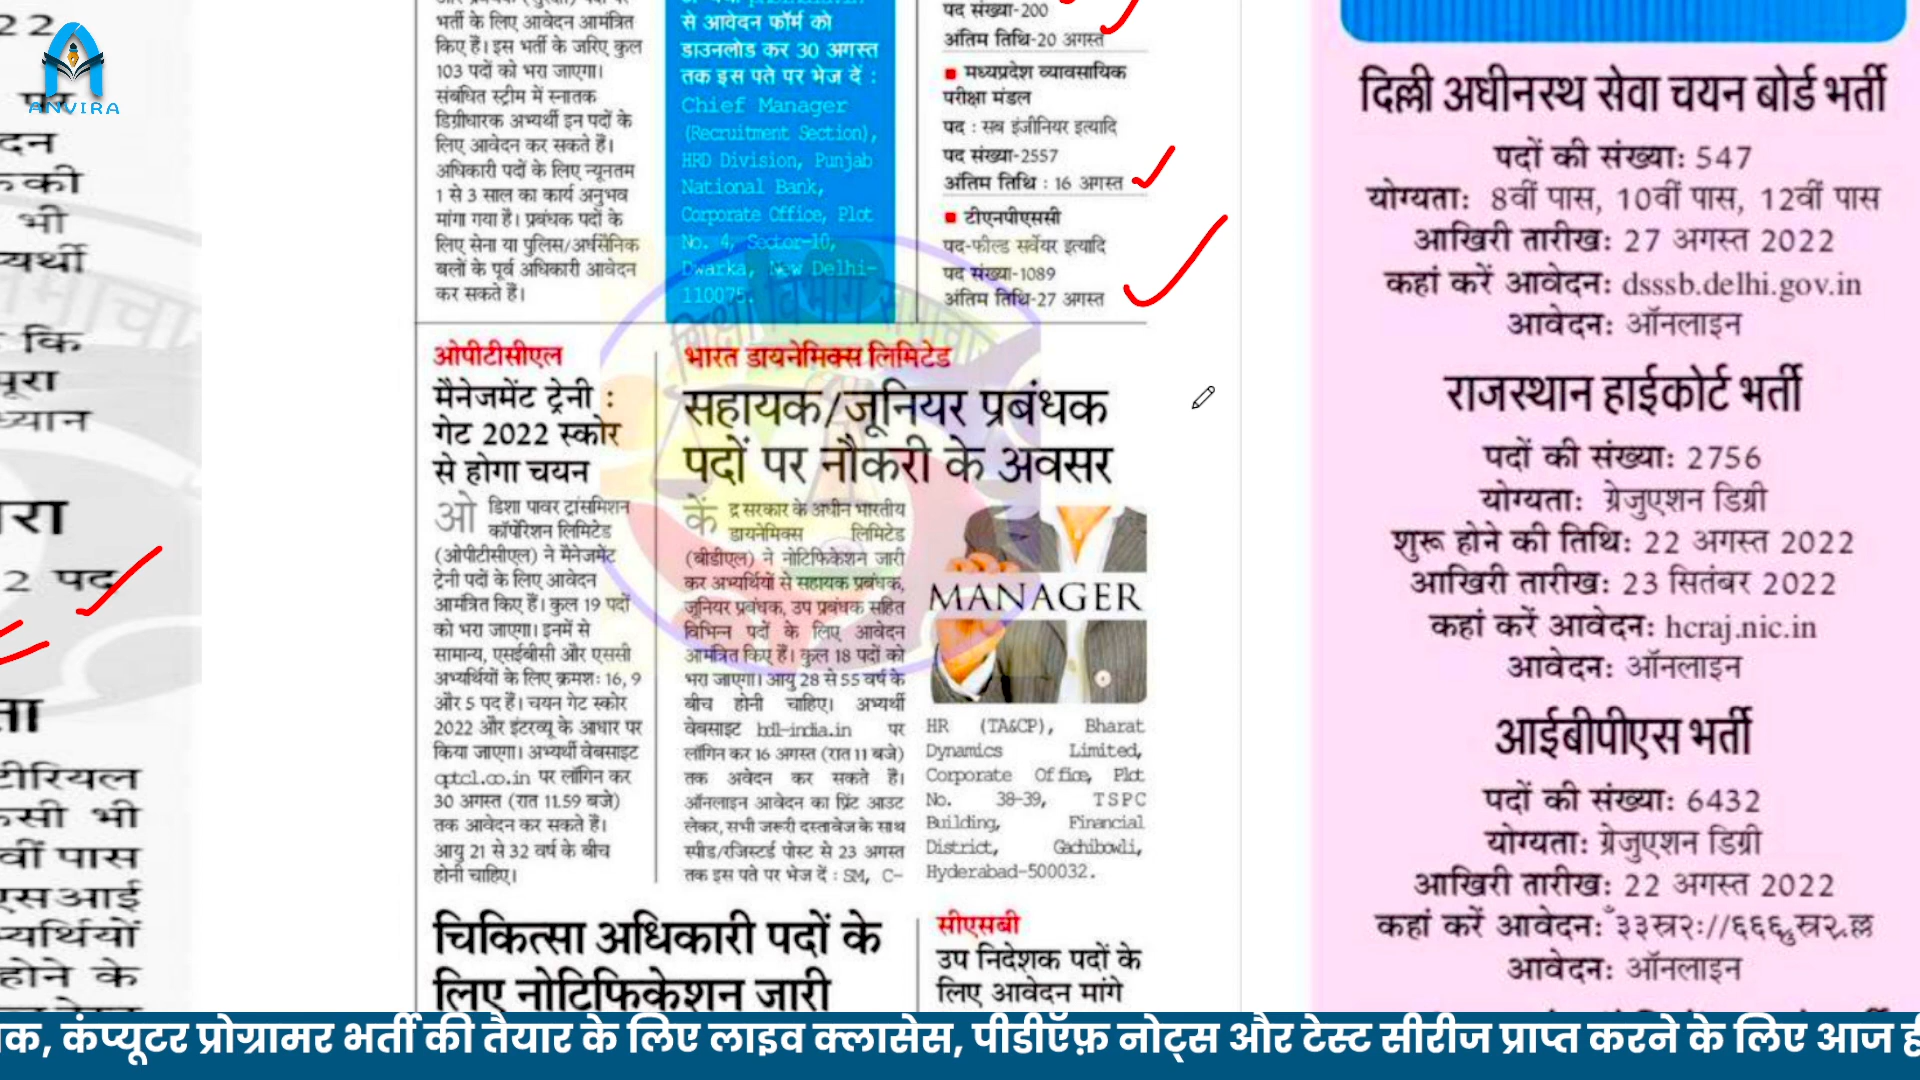 ANVIRA
22
पर
दन
की
भी
यर्थी
कि
पूरा
ध्यान
रा
2 पद
ता
टीरियल
सी भी
वीं पास
एसआई
यर्थियों
होने के
भर्ती के लिए आवेदन आमंत्रित
किए हैं। इस भर्ती के जरिए कुल
103 पदों को भरा जाएगा।
संबंधित स्ट्रीम में स्नातक
डिग्रीधारक अभ्यर्थी इन पदों के
लिए आवेदन कर सकते हैं।
अधिकारी पदों के लिए न्यूनतम
1 से 3 साल का कार्य अनुभव
मांगा गया है। प्रबंधक पदों के
लिए सेना या पुलिस/अर्धसैनिक
बलों के पूर्व अधिकारी आवेदन
कर सकते हैं।
से आवेदन फॉर्म को
डाउनलोड कर 30 अगस्त
तक इस पते पर भेज दें :
Chief Manager
(Recruitment Section),
HRD Division, Punjab
National Bank,
Corporate Office, Plot
No. 4, Sector-10,
Dwarka, New Delhi-
110075.
पद संख्या-200
अंतिम तिथि-20 अगस्त
मध्यप्रदेश व्यावसायिक
परीक्षा मंडल
पद : सब इंजीनियर इत्यादि
पद संख्या-2557
अंतिम तिथि : 16 अगस्त
टीएनपीएससी
पद-फील्ड सर्वेयर इत्यादि
पद संख्या-1089
अंतिम तिथि-27 अगस्त
ओपीटीसीएल
मैनेजमेंट ट्रेनी :
गेट 2022 स्कोर
से होगा चयन
ओडिशा पावर ट्रांसमिशन
कॉर्पोरेशन लिमिटेड
(ओपीटीसीएल) ने मैनेजमेंट
ट्रेनी पदों के लिए आवेदन
आमंत्रित किए हैं। कुल 19 पदों
को भरा जाएगा। इनमें से
सामान्य, एसईबीसी और एससी
अभ्यर्थियों के लिए क्रमशः 16, 9
और 5 पद हैं। चयन गेट स्कोर
2022 और इंटरव्यू के आधार पर
किया जाएगा। अभ्यर्थी वेबसाइट
optcl.co.in पर लॉगिन कर
30 अगस्त (रात 11.59 बजे)
तक आवेदन कर सकते हैं।
आयु 21 से 32 वर्ष के बीच
होनी चाहिए।
भारत डायनेमिक्स लिमिटेड
सहायक/जूनियर प्रबंधक
पदों पर नौकरी के अवसर
केंद्र सरकार के अधीन भारतीय
डायनेमिक्स लिमिटेड
(बीडीएल) ने नोटिफिकेशन जारी
कर अभ्यर्थियों से सहायक प्रबंधक,
जूनियर प्रबंधक, उप प्रबंधक सहित
विभिन्न पदों के लिए आवेदन
आमंत्रित किए हैं। कुल 18 पदों को
भरा जाएगा। आयु 28 से 55 वर्ष के
बीच होनी चाहिए। अभ्यर्थी
वेबसाइट bdl-india.in पर
लॉगिन कर 16 अगस्त (रात 11 बजे)
तक अवेदन कर सकते हैं।
ऑनलाइन आवेदन का प्रिंट आउट
लेकर, सभी जरूरी दस्तावेज के साथ
स्पीड/रजिस्टर्ड पोस्ट से 23 अगस्त
तक इस पते पर भेज दें : SM, C-
MANAGER
HR (TA&CP), Bharat
Dynamics Limited,
Corporate Office, Plot
No. 38-39, TSPC
Building, Financial
District, Gachibowli,
Hyderabad-500032.
चिकित्सा अधिकारी पदों के
लिए नोटिफिकेशन जारी
सीएसबी
उप निदेशक पदों के
लिए आवेदन मांगे
दिल्ली अधीनस्थ सेवा चयन बोर्ड भर्ती
पदों की संख्याः 547
योग्यताः 8वीं पास, 10वीं पास, 12वीं पास
आखिरी तारीखः 27 अगस्त 2022
कहां करें आवेदनः dsssb.delhi.gov.in
आवेदनः ऑनलाइन
राजस्थान हाईकोर्ट भर्ती
पदों की संख्याः 2756
योग्यताः ग्रेजुएशन डिग्री
शुरू होने की तिथिः 22 अगस्त 2022
आखिरी तारीखः 23 सितंबर 2022
कहां करें आवेदनः hcraj.nic.in
आवेदनः ऑनलाइन
आईबीपीएस भर्ती
पदों की संख्याः 6432
योग्यताः ग्रेजुएशन डिग्री
आखिरी तारीखः 22 अगस्त 2022
कहां करें आवेदनः
आवेदनः ऑनलाइन
क, कंप्यूटर प्रोग्रामर भर्ती की तैयार के लिए लाइव क्लासेस, पीडीएफ़ नोट्स और टेस्ट सीरीज प्राप्त करने के लिए आज ही